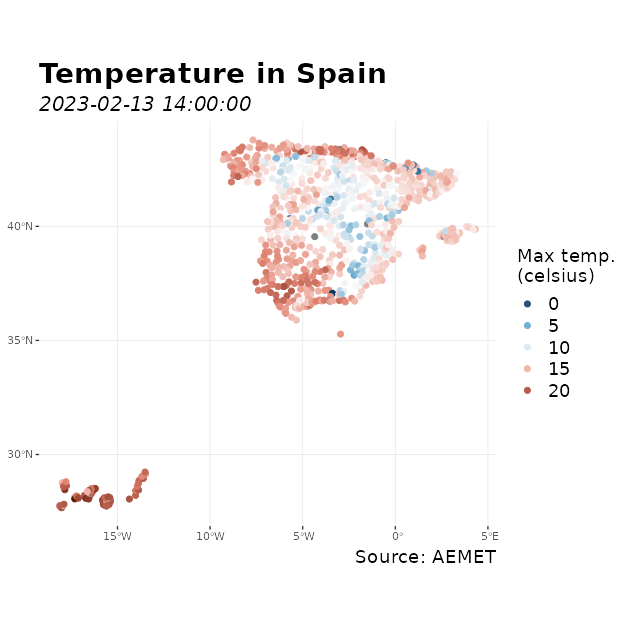 Temperature in Spain
2023-02-13 14:00:00
40°N
35°N
30°N
15°W
10°W
5°W
0°
5°E
Max temp.
(celsius)
0
5
10
15
20
Source: AEMET